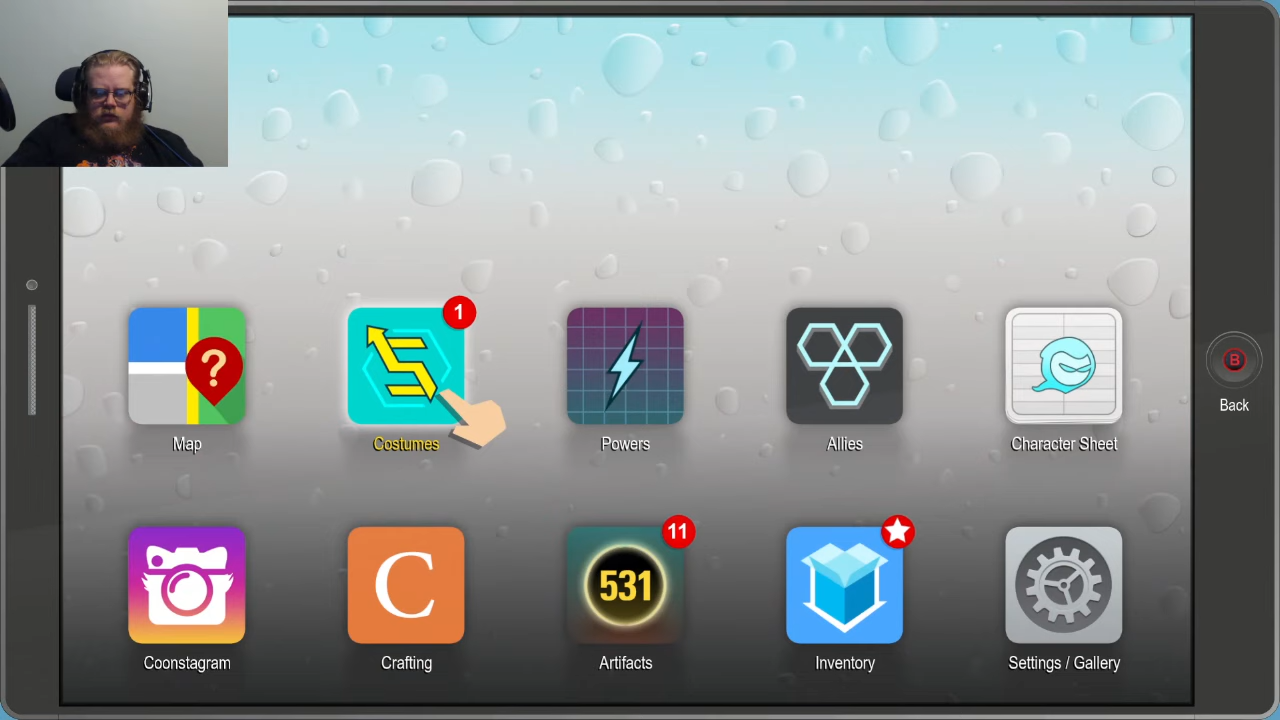 1
?
Map
Costumes
Powers
Allies
Character Sheet
B
Back
11
C
531
Coonstagram
Crafting
Artifacts
Inventory
Settings / Gallery